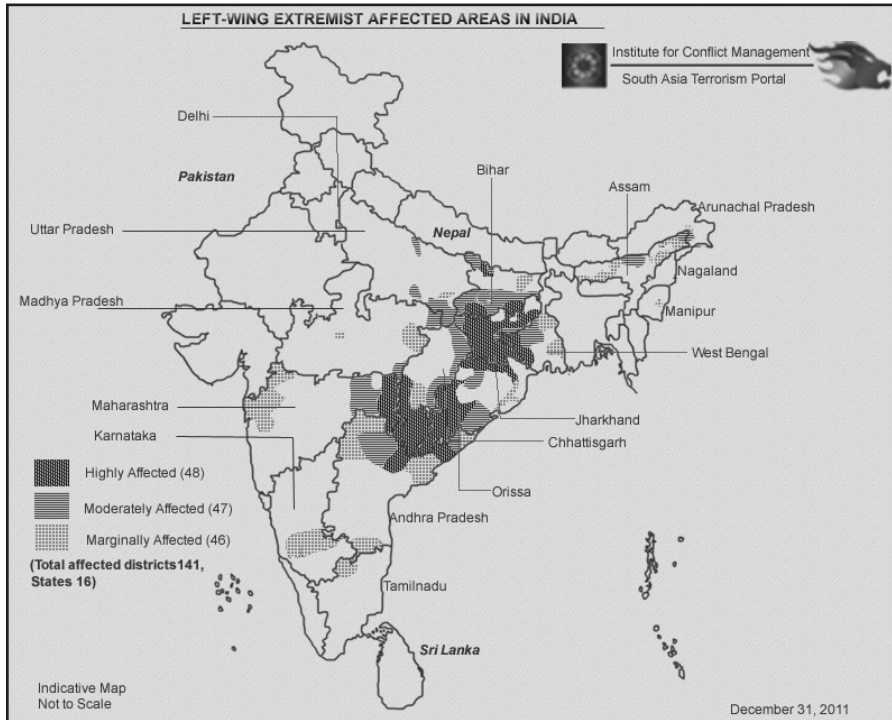 LEFT-WING EXTREMIST AFFECTED AREAS IN INDIA
Institute for Conflict Management
South Asia Terrorism Portal
Delhi
Pakistan
Bihar
Assam
Arunachal Pradesh
Uttar Pradesh
Nepal
Nagaland
Madhya Pradesh
Manipur
West Bengal
Maharashtra
Jharkhand
Karnataka
Chhattisgarh
Highly Affected (48)
Orissa
Moderately Affected (47)
Andhra Pradesh
Marginally Affected (46)
(Total affected districts141,
States 16)
Tamilnadu
Sri Lanka
Indicative Map
Not to Scale
December 31, 2011